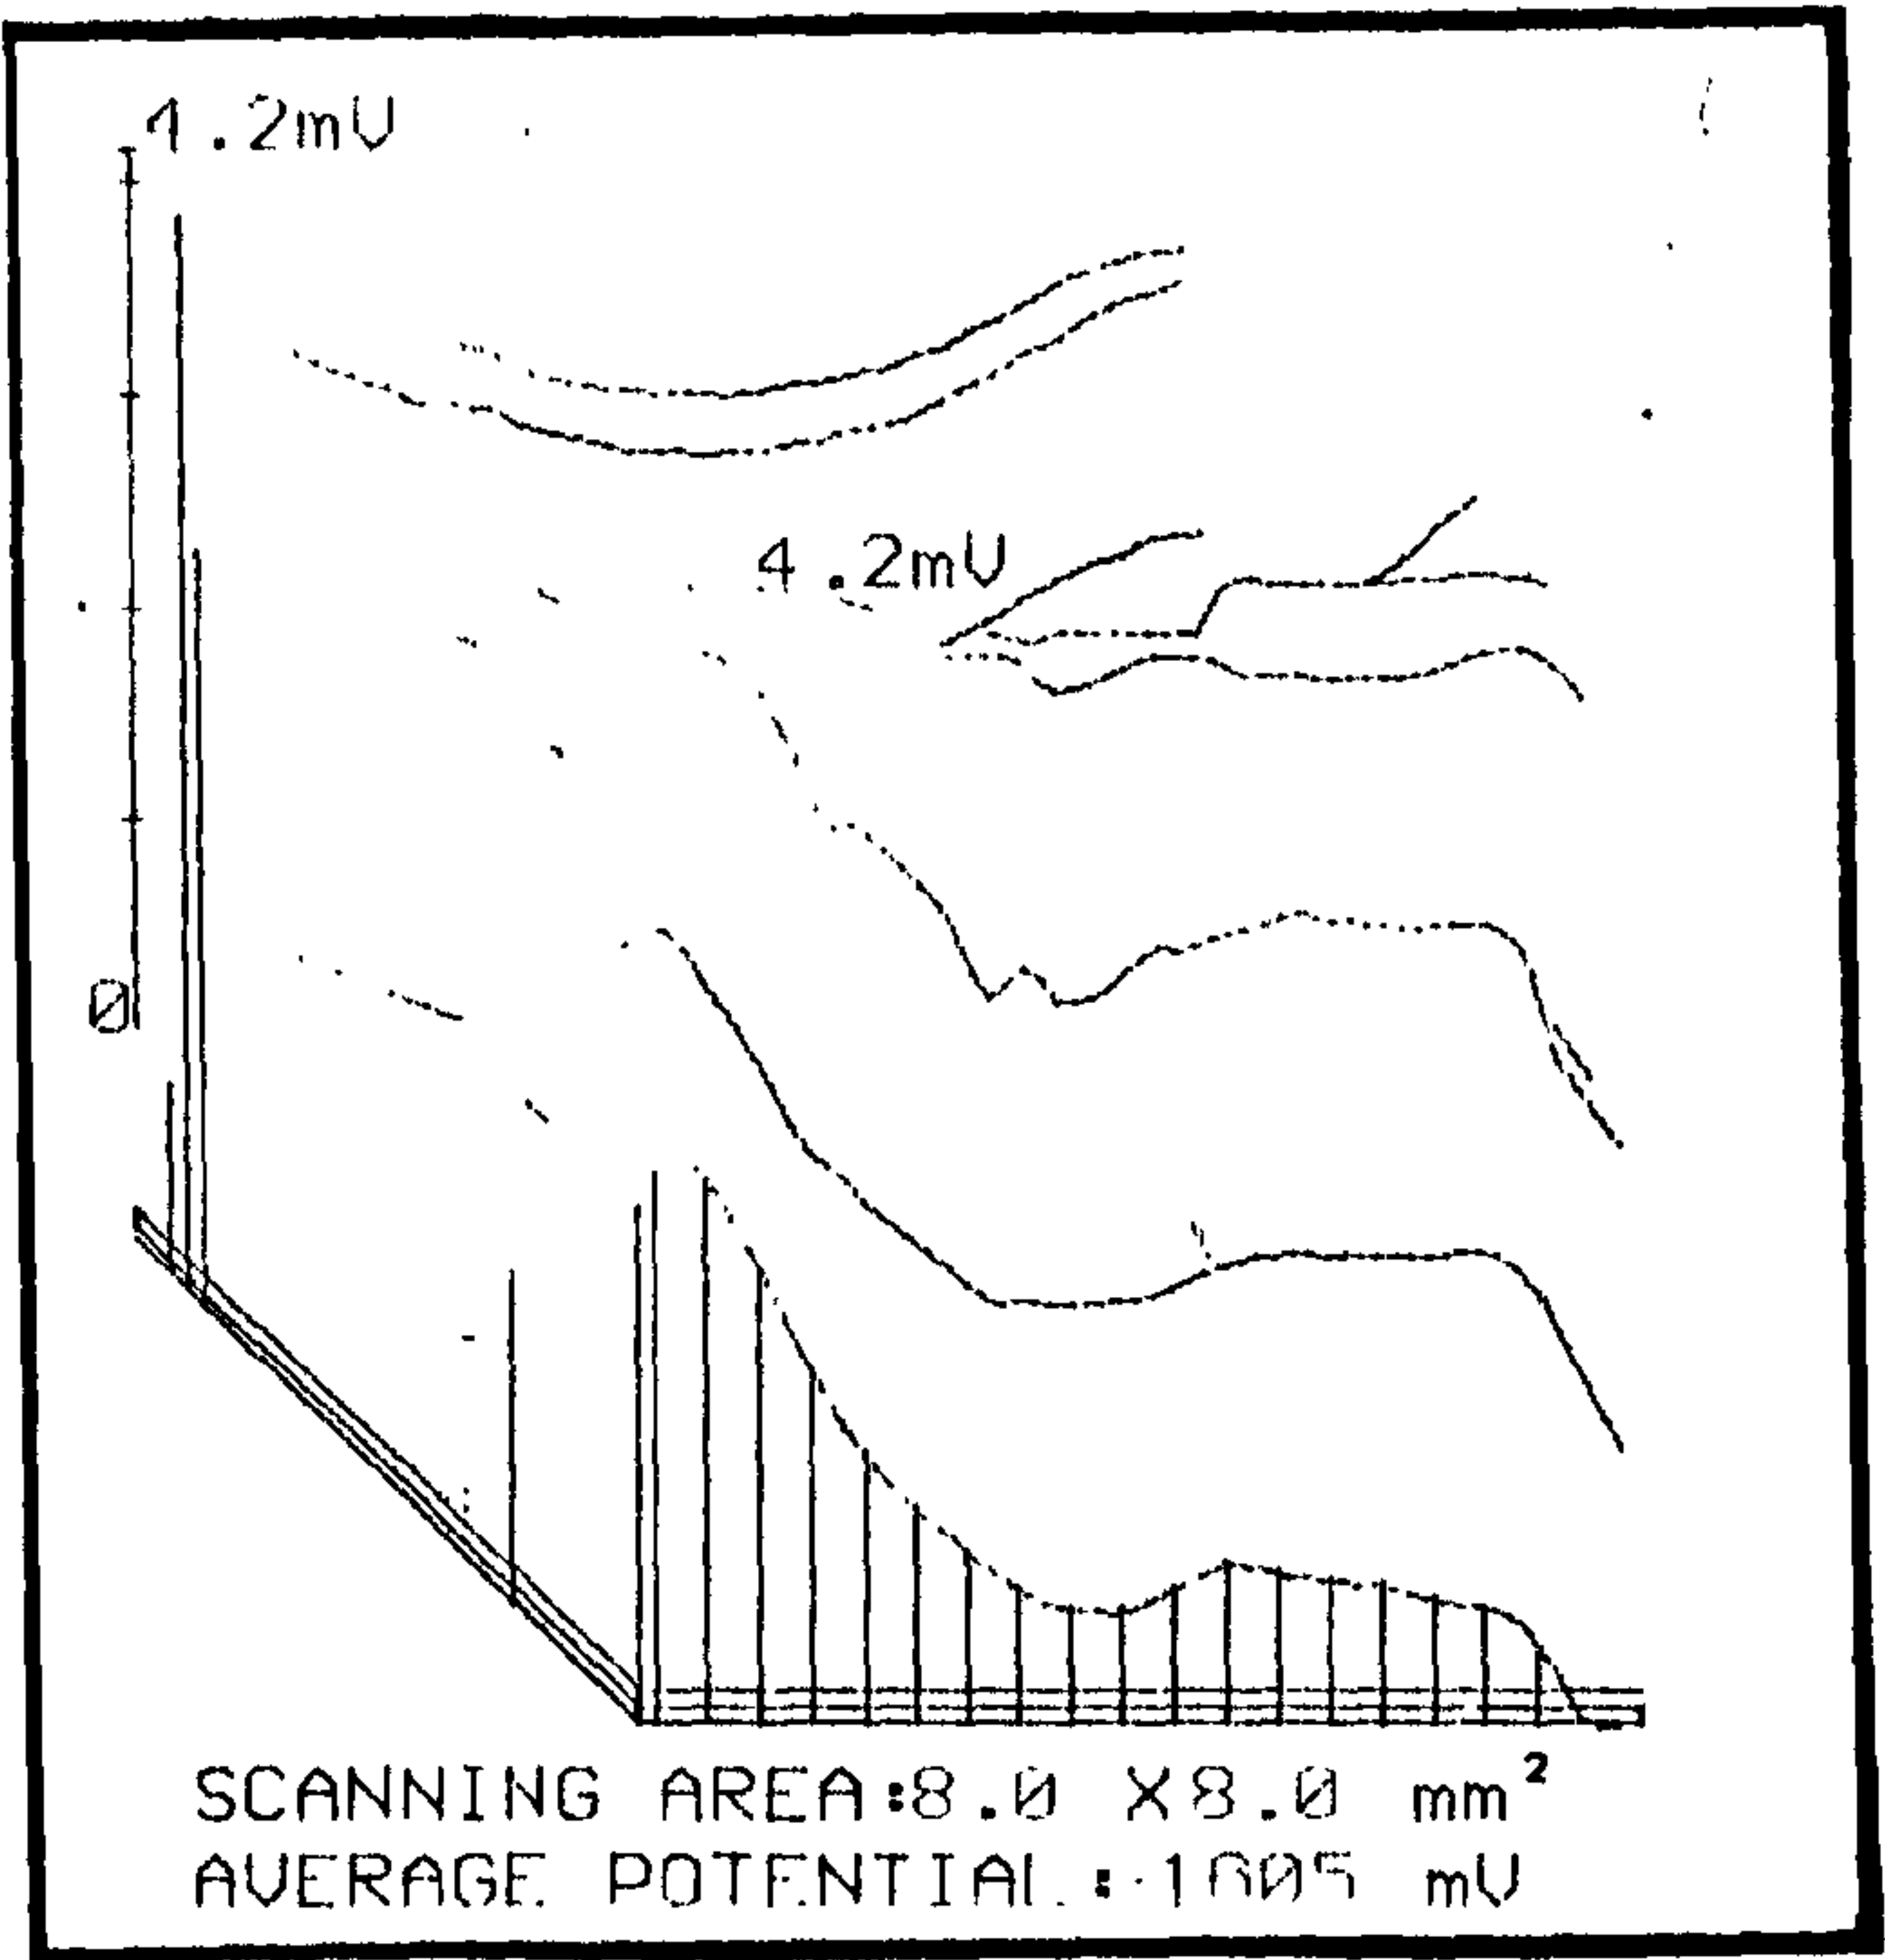 4.2mV
4.2mV
0
SCANNING AREA:8.0 X8.0 mm²
AVERAGE POTENTIAL: mV